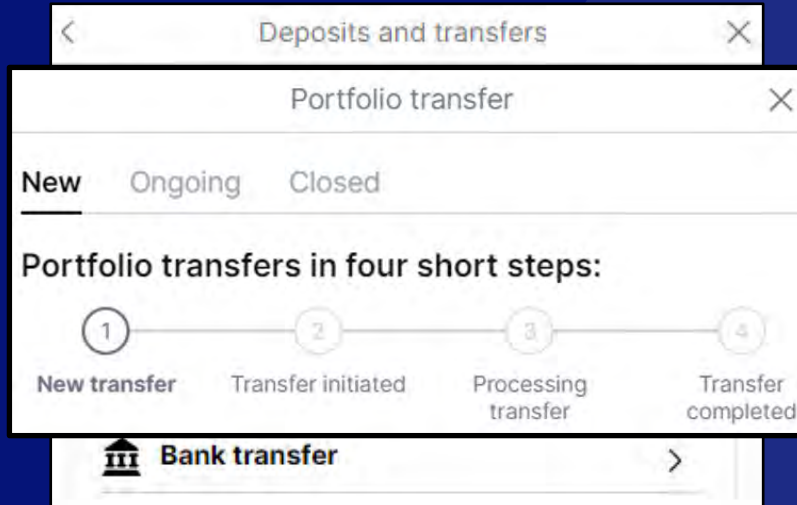 Deposits and transfers
Portfolio transfer
New Ongoing Closed
Portfolio transfers in four short steps:
1 2 3 4
New transfer Transfer initiated Processing transfer Transfer completed
Bank transfer